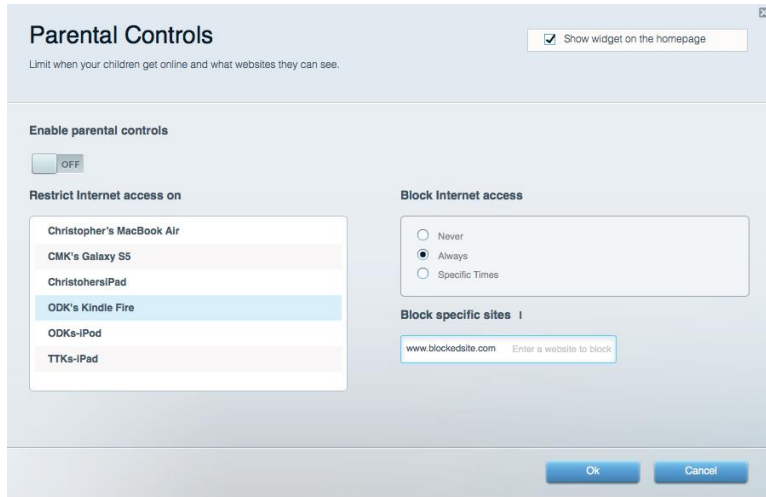 Parental Controls
Show widget on the homepage
Limit when your children get online and what websites they can see.
Enable parental controls
OFF
Restrict Internet access on
Christopher's MacBook Air
CMK's Galaxy S5
ChristohersiPad
ODK's Kindle Fire
ODKs-iPod
TTKs-iPad
Block Internet access
Never
Always
Specific Times
Block specific sites I
www.blockedsite.com Enter a website to block
Ok Cancel